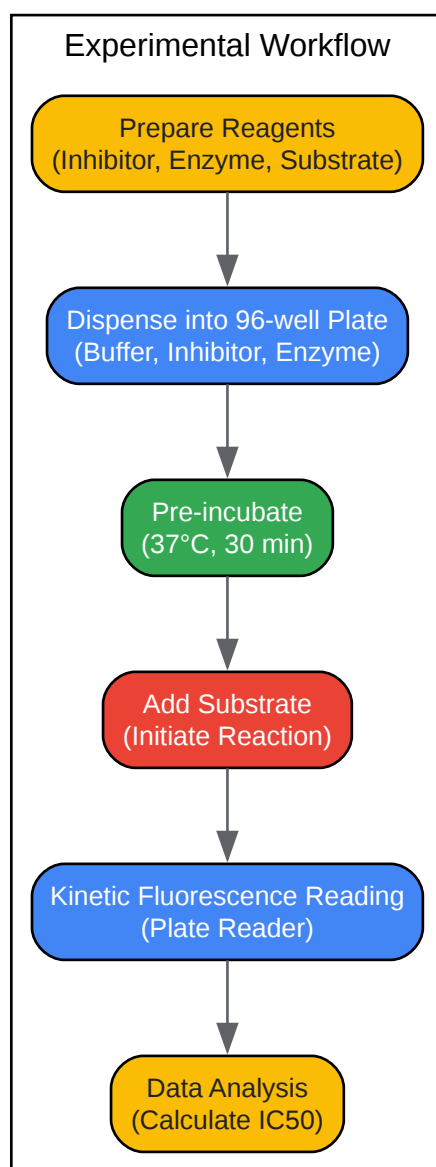 Experimental Workflow
Prepare Reagents
(Inhibitor, Enzyme, Substrate)
Dispense into 96-well Plate
(Buffer, Inhibitor, Enzyme)
Pre-incubate
(37°C, 30 min)
Add Substrate
(Initiate Reaction)
Kinetic Fluorescence Reading
(Plate Reader)
Data Analysis
(Calculate IC50)